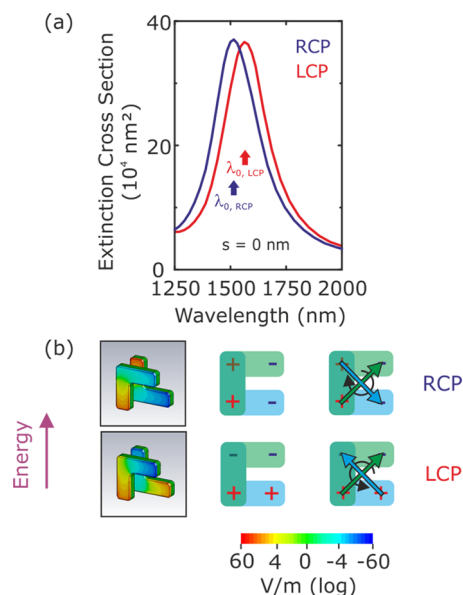 (a)
RCP
LCP
Extinction Cross Section
(10⁴ nm²)
40
20
0
λ0, LCP
λ0, RCP
s = 0 nm
1250 1500 1750 2000
Wavelength (nm)
(b)
Energy
+ - + -
+ - + -
RCP
- - - -
+ + + +
LCP
60 4 0 -4 -60
V/m (log)